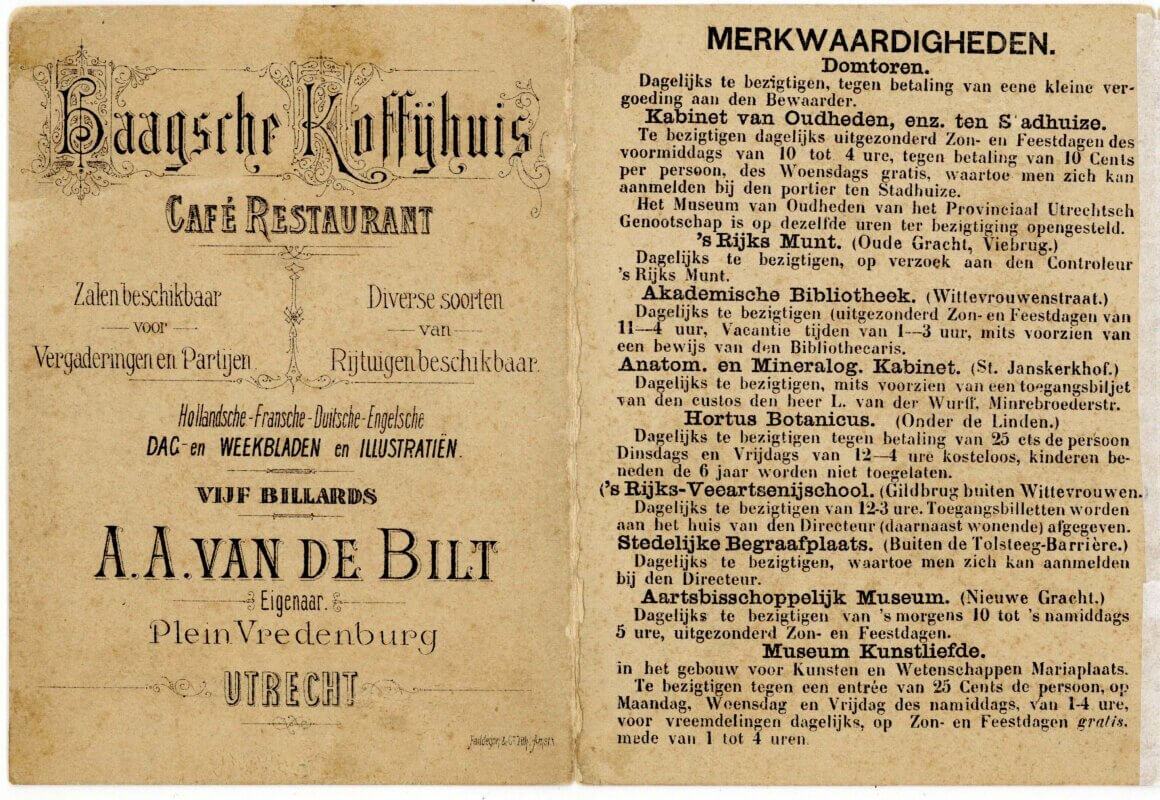 Haagsche Koffijhuis
CAFÉ RESTAURANT
Zalen beschikbaar
voor
Vergaderingen en Partijen
Diverse soorten
van
Rijtuigen beschikbaar.
Hollandsche-Fransche-Duitsche-Engelsche
DAG- en WEEKBLADEN en ILLUSTRATIËN.
VIJF BILLARDS
A. A. VAN DE BILT
Eigenaar.
Plein Vredenburg
UTRECHT
MERKWAARDIGHEDEN.
Domtoren.
Dagelijks te bezigtigen, tegen betaling van eene kleine ver-
goeding aan den Bewaarder.
Kabinet van Oudheden, enz. ten S adhuize.
Te bezigtigen dagelijks uitgezonderd Zon- en Feestdagen des
voormiddags van 10 tot 4 ure, tegen betaling van 10 Cents
per persoon, des Woensdags gratis, waartoe men zich kan
aanmelden bij den portier ten Stadhuize.
Het Museum van Oudheden van het Provinciaal Utrechtsch
Genootschap is op dezelfde uren ter bezigtiging opengesteld.
's Rijks Munt. (Oude Gracht, Viebrug.)
Dagelijks te bezigtigen, op verzoek aan den Controleur
's Rijks Munt.
Akademische Bibliotheek. (Wittevrouwenstraat.)
Dagelijks te bezigtigen (uitgezonderd Zon- en Feestdagen van
11—4 uur, Vacantie tijden van 1—3 uur, mits voorzien van
een bewijs van den Bibliothecaris.
Anatom. en Mineralog. Kabinet. (St. Janskerkhof.)
Dagelijks te bezigtigen, mits voorzien van een toegangsbiljet
van den custos den heer L. van der Wurff, Minrebroederstr.
Hortus Botanicus. (Onder de Linden.)
Dagelijks te bezigtigen tegen betaling van 25 cts de persoon
Dinsdags en Vrijdags van 12—4 ure kosteloos, kinderen be-
neden de 6 jaar worden niet toegelaten.
('s Rijks-Veeartsenijschool. (Gildbrug buiten Wittevrouwen.
Dagelijks te bezigtigen van 12-3 ure. Toegangsbilletten worden
aan het huis van den Directeur (daarnaast wonende) afgegeven.
Stedelijke Begraafplaats. (Buiten de Tolsteeg-Barrière.)
Dagelijks te bezigtigen, waartoe men zich kan aanmelden
bij den Directeur.
Aartsbisschoppelijk Museum. (Nieuwe Gracht.)
Dagelijks te bezigtigen van 's morgens 10 tot 's namiddags
5 ure, uitgezonderd Zon- en Feestdagen.
Museum Kunstliefde.
in het gebouw voor Kunsten en Wetenschappen Mariaplaats.
Te bezigtigen tegen een entrée van 25 Cents de persoon, op
Maandag, Woensdag en Vrijdag des namiddags, van 1-4 ure,
voor vreemdelingen dagelijks, op Zon- en Feestdagen gratis.
mede van 1 tot 4 uren.